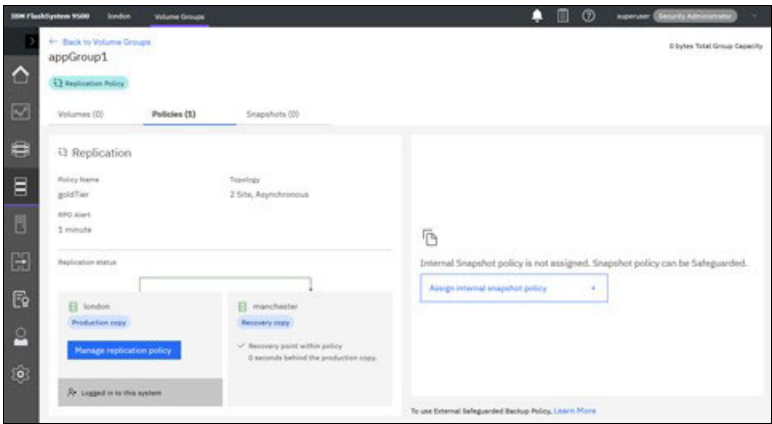 IBM FlashSystem 9500 london Volume Groups superuser Security Administrator
← Back to Volume Groups
0 bytes Total Group Capacity
appGroup1
Replication Policy
Volumes (0) Policies (1) Snapshots (0)
Replication
Policy Name Topology
goldTier 2 Site, Asynchronous
RPO Alert
1 minute
Replication status
london
Production copy
Manage replication policy
Logged in to this system
manchester
Recovery copy
Recovery point within policy
0 seconds behind the production copy.
Internal Snapshot policy is not assigned. Snapshot policy can be Safeguarded.
Assign internal snapshot policy +
To use External Safeguarded Backup Policy, Learn More